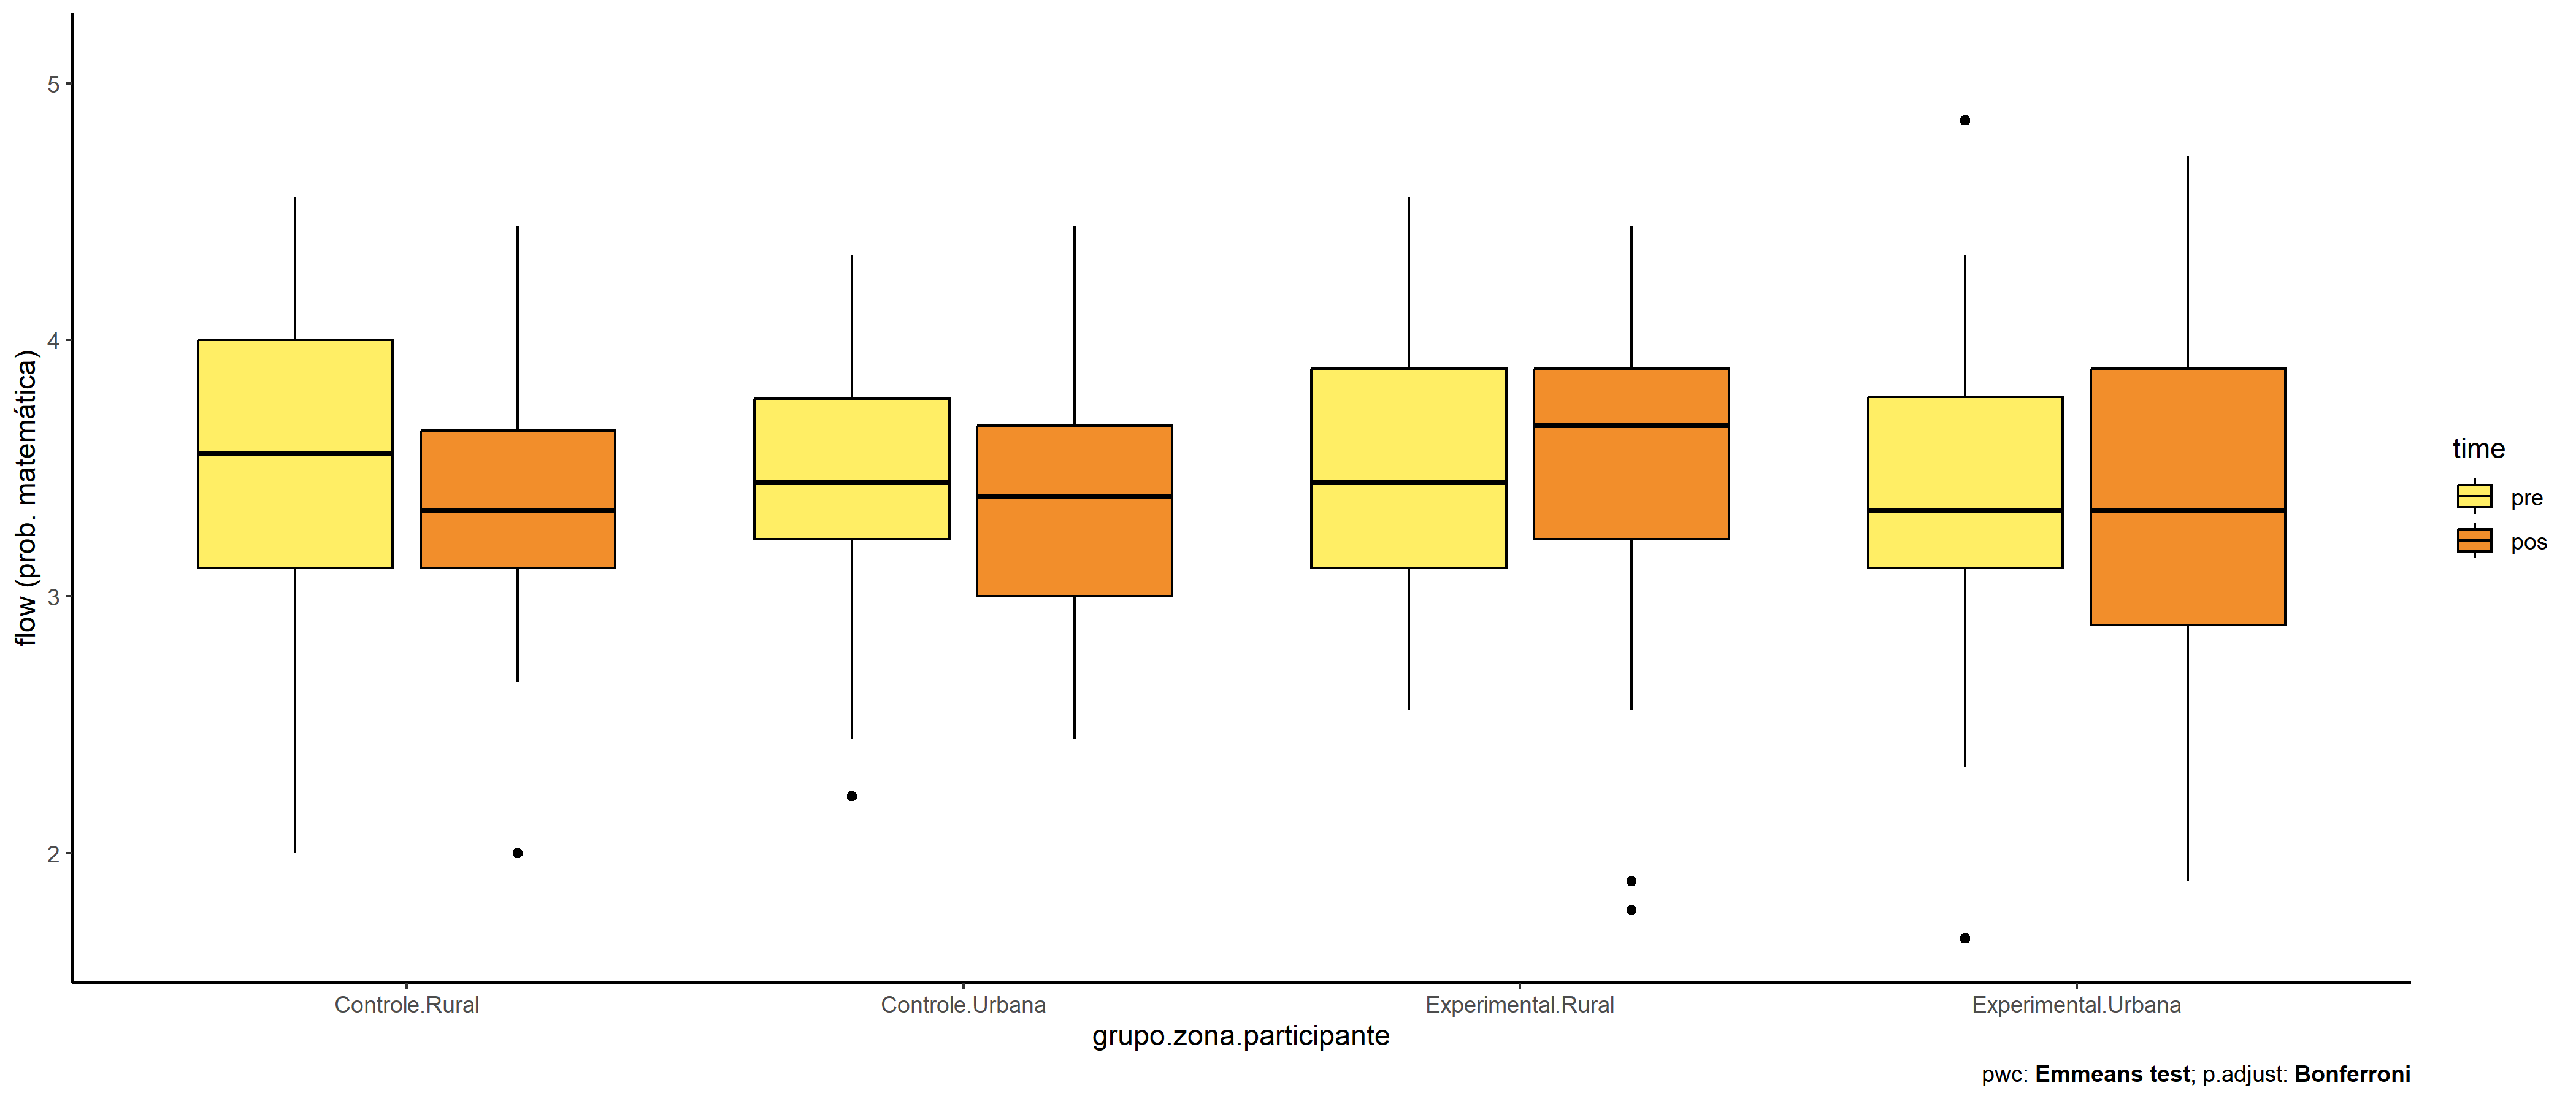 flow (prob. matemática)
5
4
3
2
Controle.Rural
Controle.Urbana
Experimental.Rural
Experimental.Urbana
grupo.zona.participante
time
pre
pos
pwc: Emmeans test; p.adjust: Bonferroni